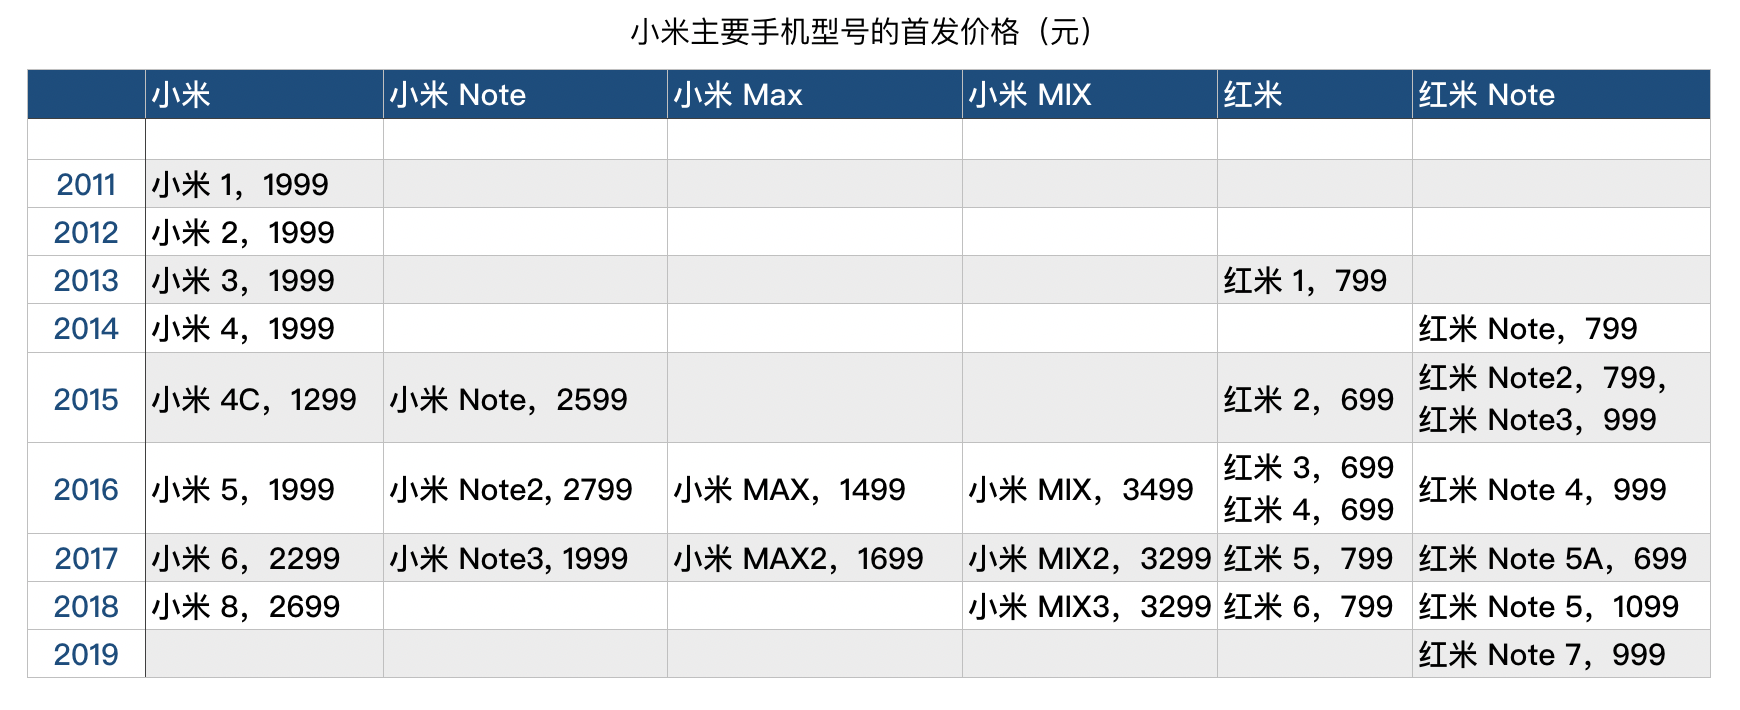 小米主要手机型号的首发价格（元）
小米 小米 Note 小米 Max 小米 MIX 红米 红米 Note
2011 小米 1，1999
2012 小米 2，1999
2013 小米 3，1999 红米 1，799
2014 小米 4，1999 红米 Note，799
2015 小米 4C，1299 小米 Note，2599 红米 2，699 红米 Note2，799，
红米 Note3，999
2016 小米 5，1999 小米 Note2, 2799 小米 MAX，1499 小米 MIX，3499 红米 3，699
红米 4，699 红米 Note 4，999
2017 小米 6，2299 小米 Note3, 1999 小米 MAX2，1699 小米 MIX2，3299 红米 5，799 红米 Note 5A，699
2018 小米 8，2699 小米 MIX3，3299 红米 6，799 红米 Note 5，1099
2019 红米 Note 7，999